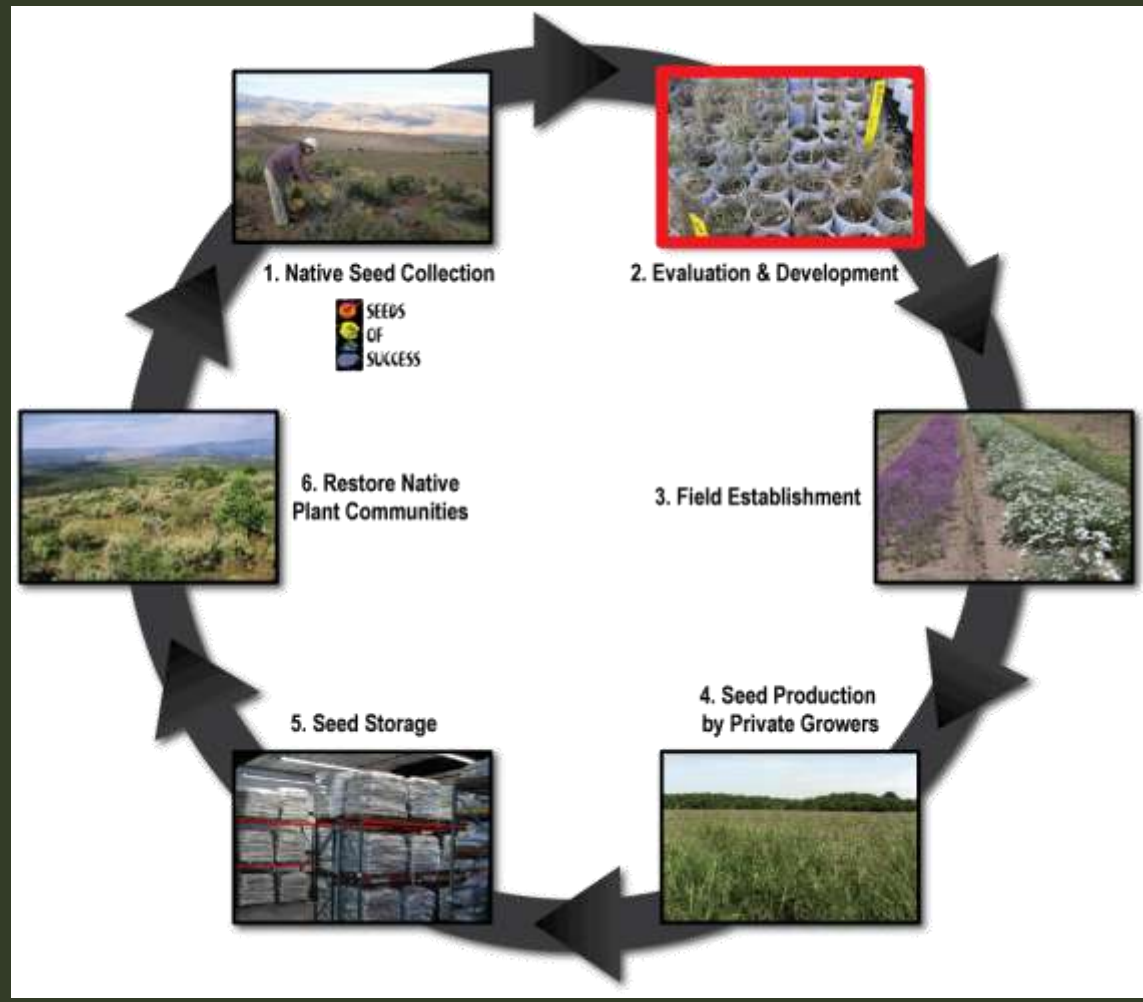 1. Native Seed Collection
SEEDS
OF
SUCCESS
2. Evaluation & Development
3. Field Establishment
4. Seed Production
by Private Growers
5. Seed Storage
6. Restore Native
Plant Communities